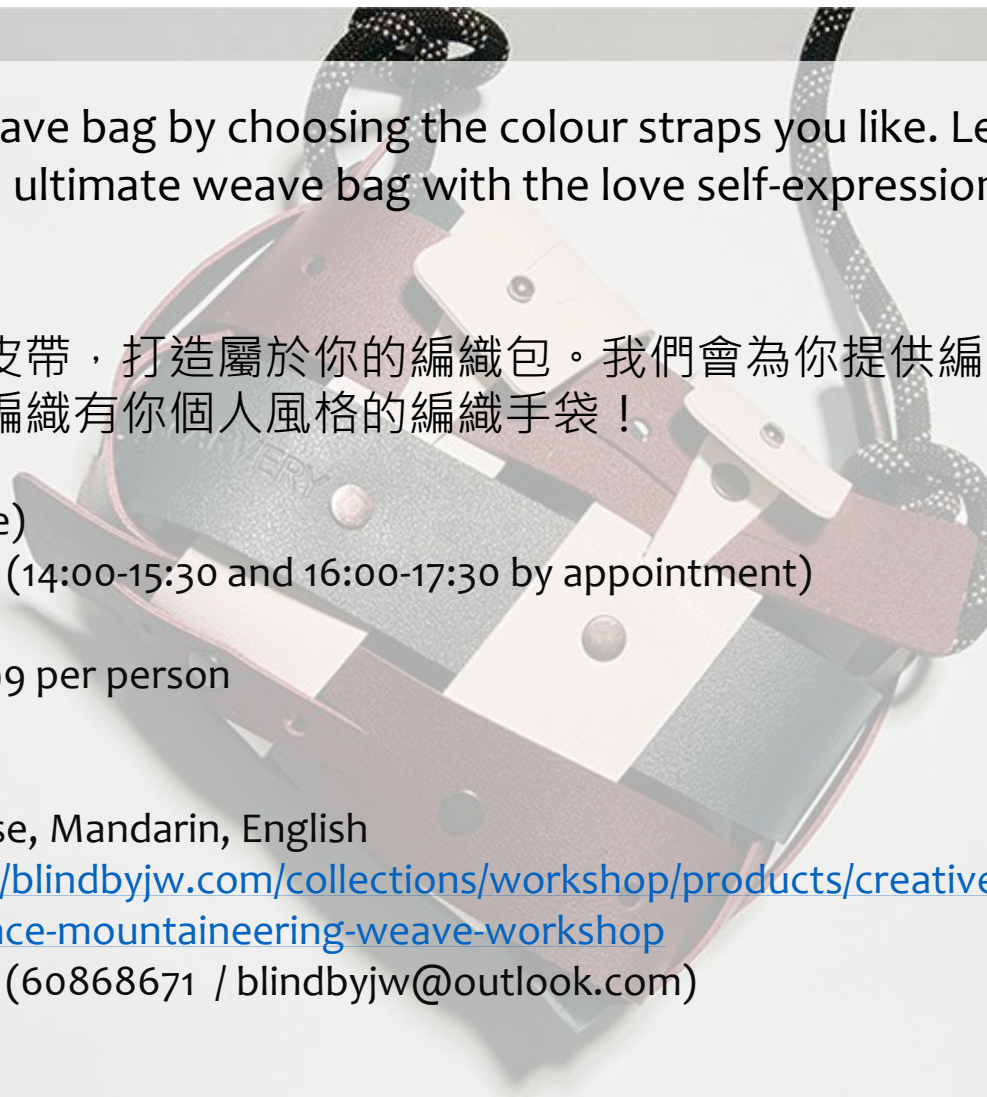 ave bag by choosing the colour straps you like. Le
ultimate weave bag with the love self-expression
皮帶，打造屬於你的編織包。我們會為你提供編
編織有你個人風格的編織手袋！
VERY
e)
(14:00-15:30 and 16:00-17:30 by appointment)
99 per person
se, Mandarin, English
/blindbyjw.com/collections/workshop/products/creative
nce-mountaineering-weave-workshop
(60868671 / blindbyjw@outlook.com)